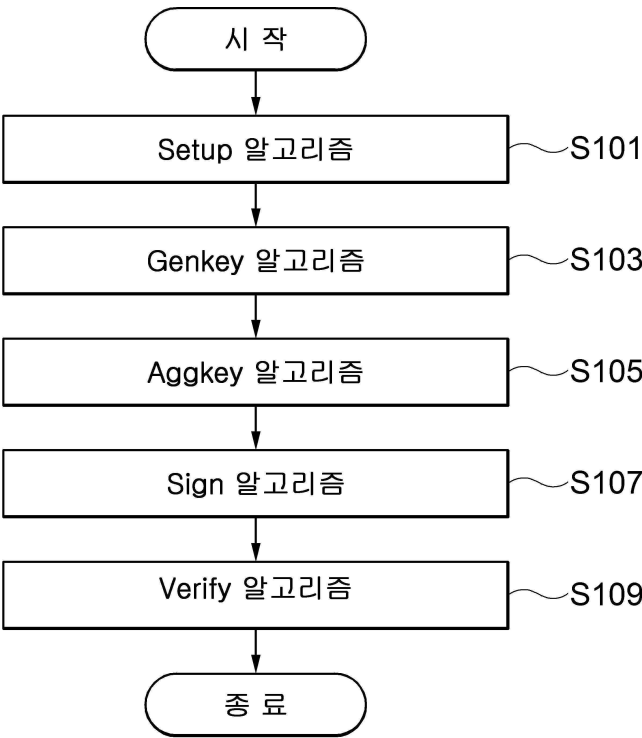 시 작
Setup 알고리즘 S101
Genkey 알고리즘 S103
Aggkey 알고리즘 S105
Sign 알고리즘 S107
Verify 알고리즘 S109
종 료